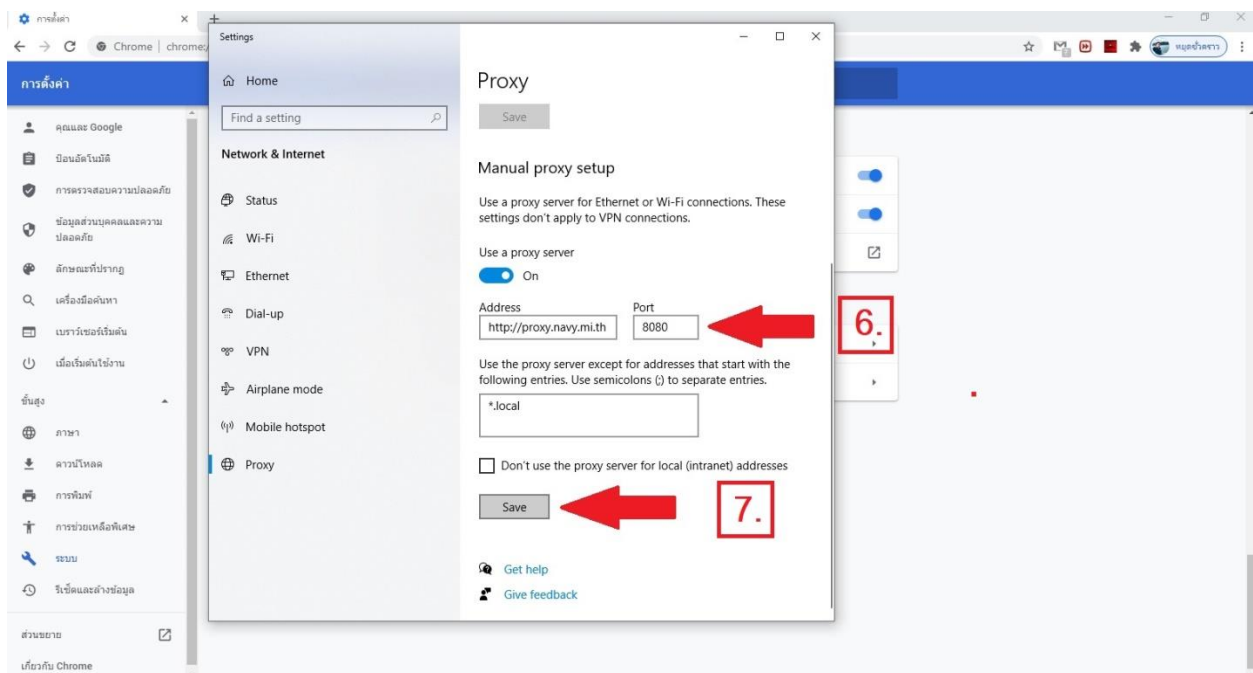 การตั้งค่า
Chrome | chrome:/
หยุดชั่วคราว
การตั้งค่า
คุณและ Google
ป้อนอัตโนมัติ
การตรวจสอบความปลอดภัย
ข้อมูลส่วนบุคคลและความ
ปลอดภัย
ลักษณะที่ปรากฏ
เครื่องมือค้นหา
เบราว์เซอร์เริ่มต้น
เมื่อเริ่มต้นใช้งาน
ขั้นสูง
ภาษา
ดาวน์โหลด
การพิมพ์
การช่วยเหลือพิเศษ
ระบบ
รีเซ็ตและล้างข้อมูล
ส่วนขยาย
เกี่ยวกับ Chrome
Settings
Home
Find a setting
Network & Internet
Status
Wi-Fi
Ethernet
Dial-up
VPN
Airplane mode
Mobile hotspot
Proxy
Proxy
Save
Manual proxy setup
Use a proxy server for Ethernet or Wi-Fi connections. These
settings don't apply to VPN connections.
Use a proxy server
On
Address Port
http://proxy.navy.mi.th 8080
6.
Use the proxy server except for addresses that start with the
following entries. Use semicolons (;) to separate entries.
*.local
Don't use the proxy server for local (intranet) addresses
Save
7.
Get help
Give feedback